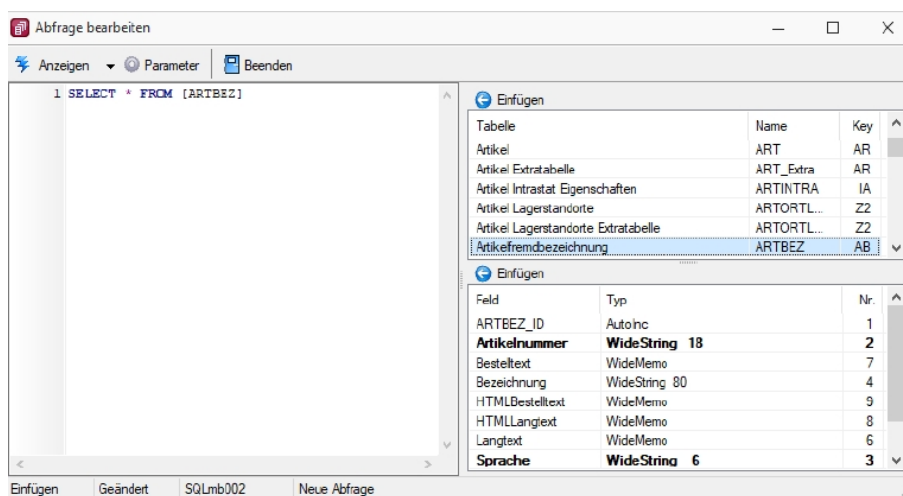 Abfrage bearbeiten
Anzeigen Parameter Beenden
1 SELECT * FROM [ARTBEZ]
Einfügen
Tabelle Name Key
Artikel ART AR
Artikel Extratabelle ART_Extra AR
Artikel Intrastat Eigenschaften ARTINTRA IA
Artikel Lagerstandorte ARTORTL... Z2
Artikel Lagerstandorte Extratabelle ARTORTL... Z2
Artikefremdbezeichnung ARTBEZ AB
Einfügen
Feld Typ Nr.
ARTBEZ_ID AutoInc 1
Artikelnummer WideString 18 2
Bestelltext WideMemo 7
Bezeichnung WideString 80 4
HTMLBestelltext WideMemo 9
HTMLLangtext WideMemo 8
Langtext WideMemo 6
Sprache WideString 6 3
Einfügen Geändert SQLmb002 Neue Abfrage